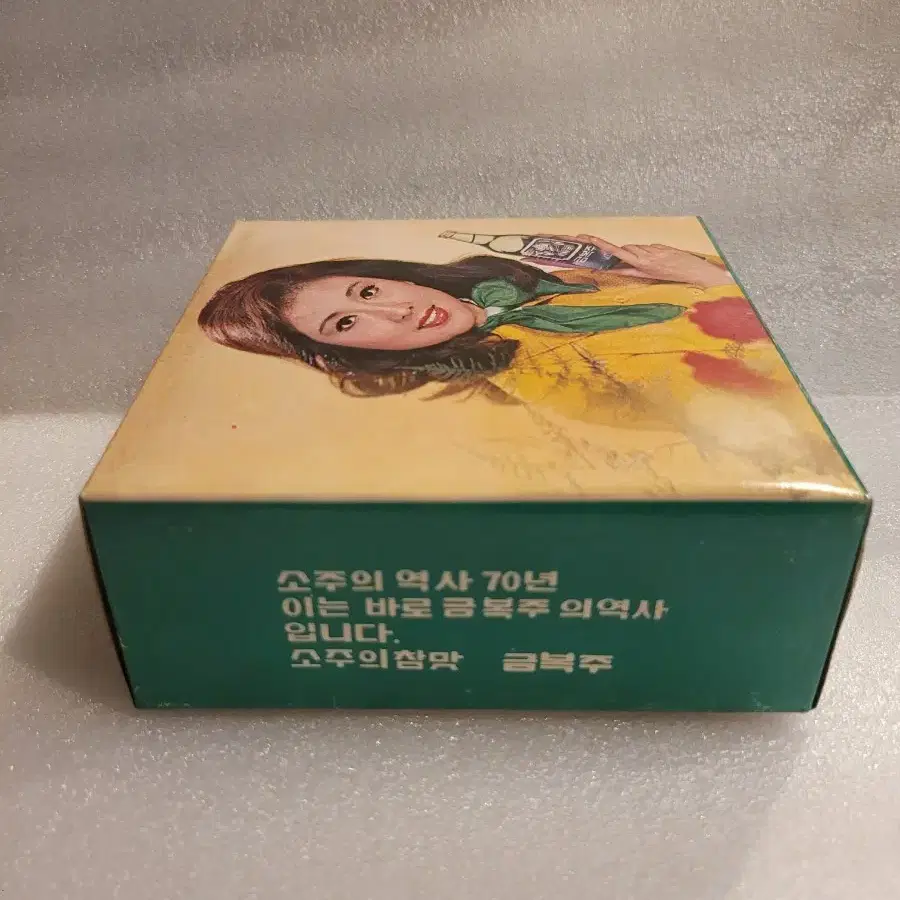 소주의 역사 70년
이는 바로 금복주 의역사
입니다.
소주의참맛 금복주